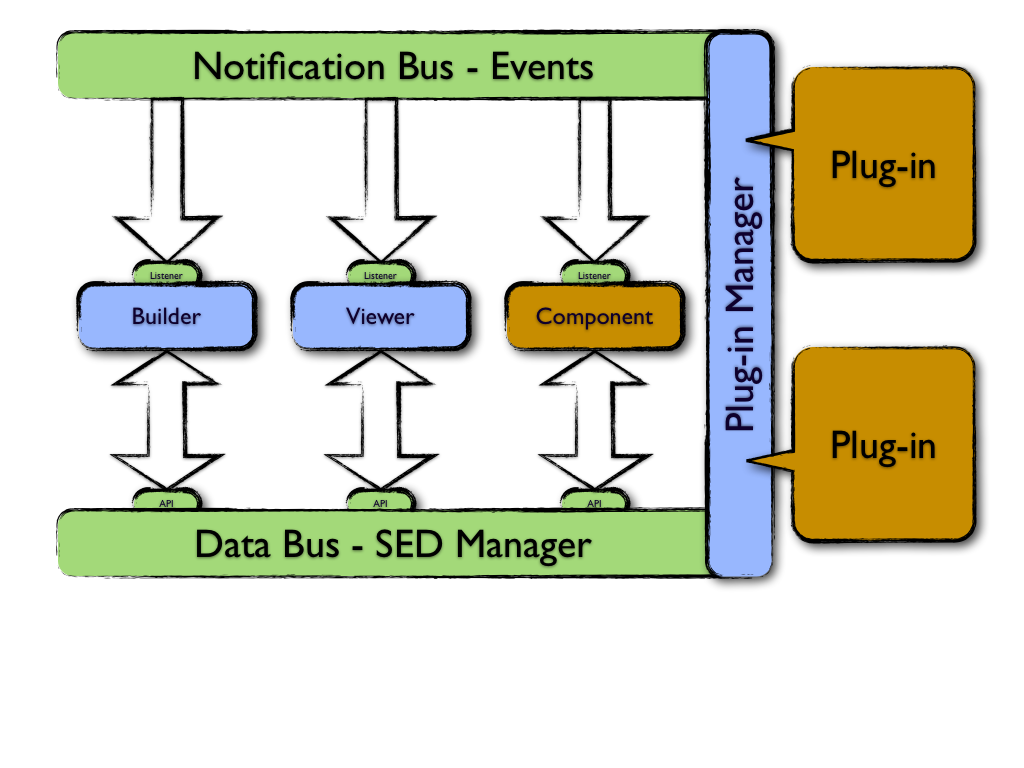 Notification Bus - Events
Plug-in
Plug-in Manager
Listener
Listener
Listener
Builder
Viewer
Component
Plug-in
API
API
API
Data Bus - SED Manager